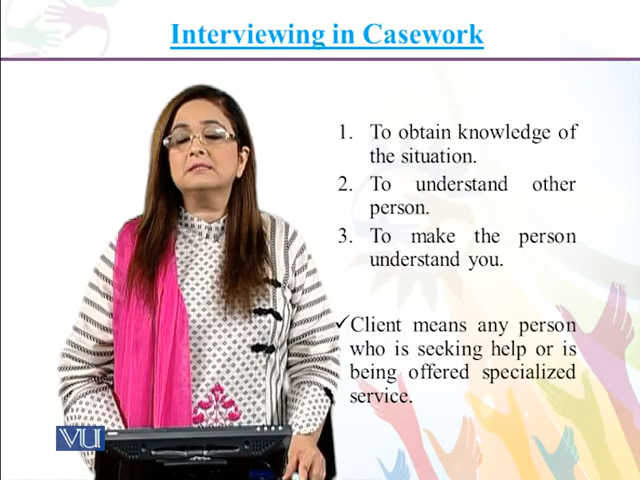 Interviewing in Casework
1. To obtain knowledge of
the situation.
2. To understand other
person.
3. To make the person
understand you.
✓Client means any person
who is seeking help or is
being offered specialized
service.
VU